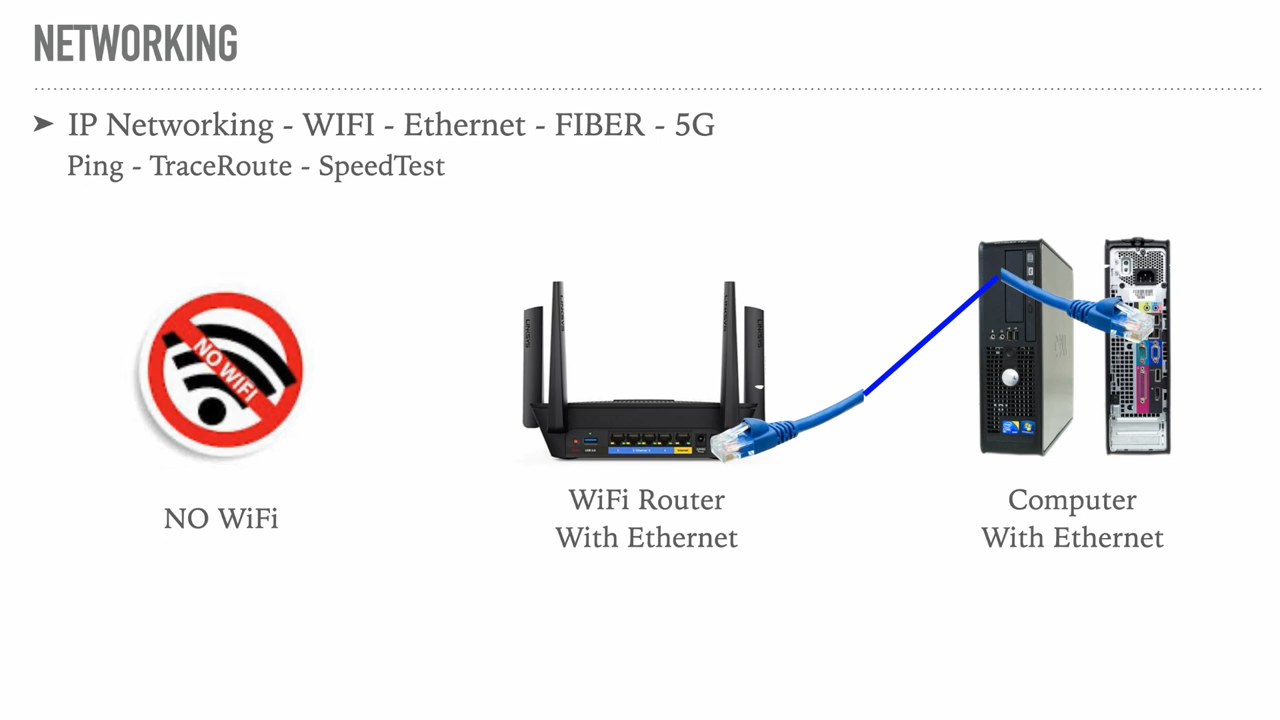 NETWORKING
➤ IP Networking - WIFI - Ethernet - FIBER - 5G
Ping - TraceRoute - SpeedTest
NO WIFI
NO WiFi
WiFi Router
With Ethernet
Computer
With Ethernet